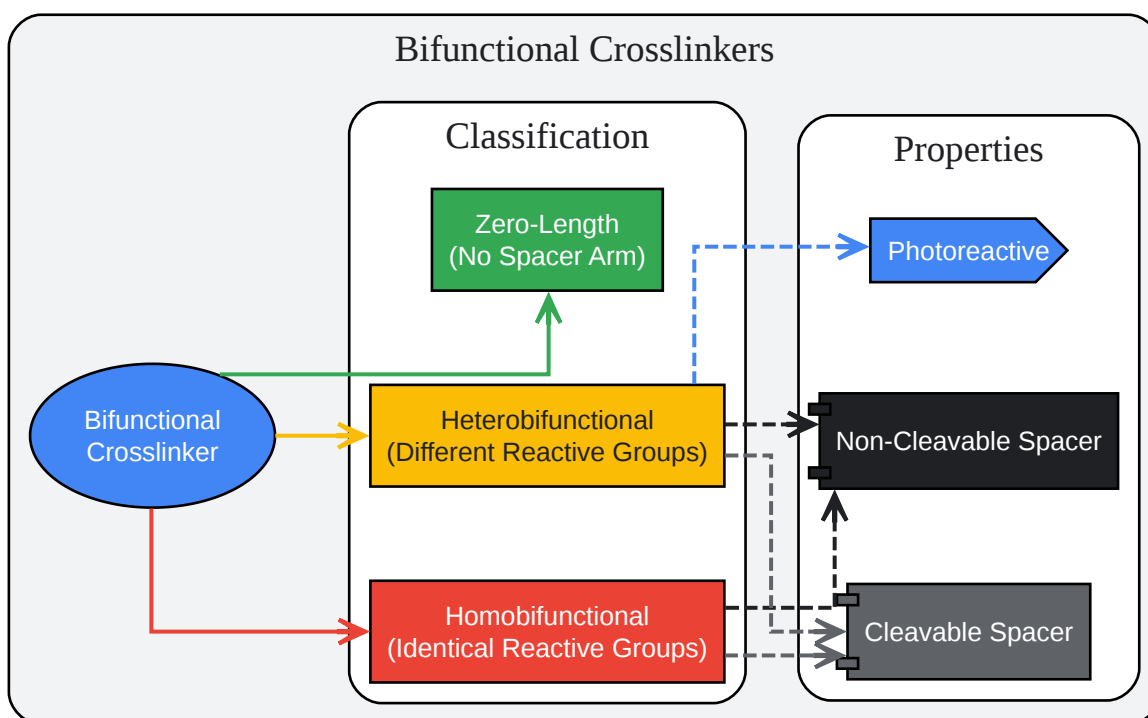 Bifunctional Crosslinkers
Classification
Properties
Zero-Length
(No Spacer Arm)
Photoreactive
Bifunctional
Crosslinker
Heterobifunctional
(Different Reactive Groups)
Non-Cleavable Spacer
Homobifunctional
(Identical Reactive Groups)
Cleavable Spacer